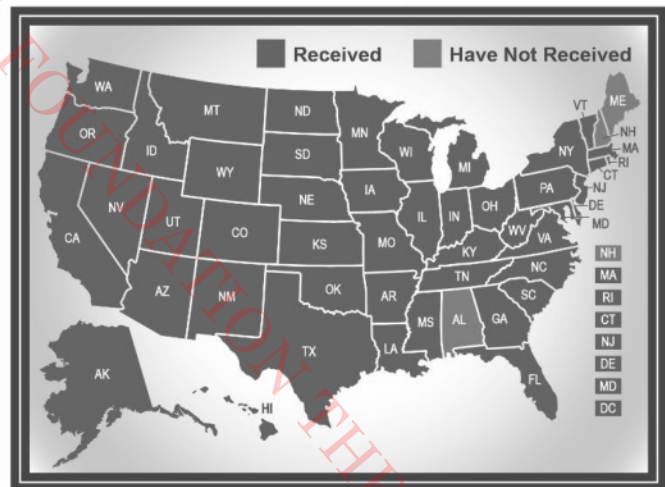 Received Have Not Received
WA
MT
ND
MN
ME
VT
OR
ID
SD
WI
MI
NY
NH
MA
RI
CT
WY
NE
IA
PA
NJ
DE
MD
NV
UT
CO
KS
MO
IL
IN
OH
WV
VA
KY
CA
AZ
NM
OK
AR
TN
NC
SC
TX
LA
MS
AL
GA
FL
AK
HI
NH
MA
RI
CT
NJ
DE
MD
DC
FOUNDATION THE